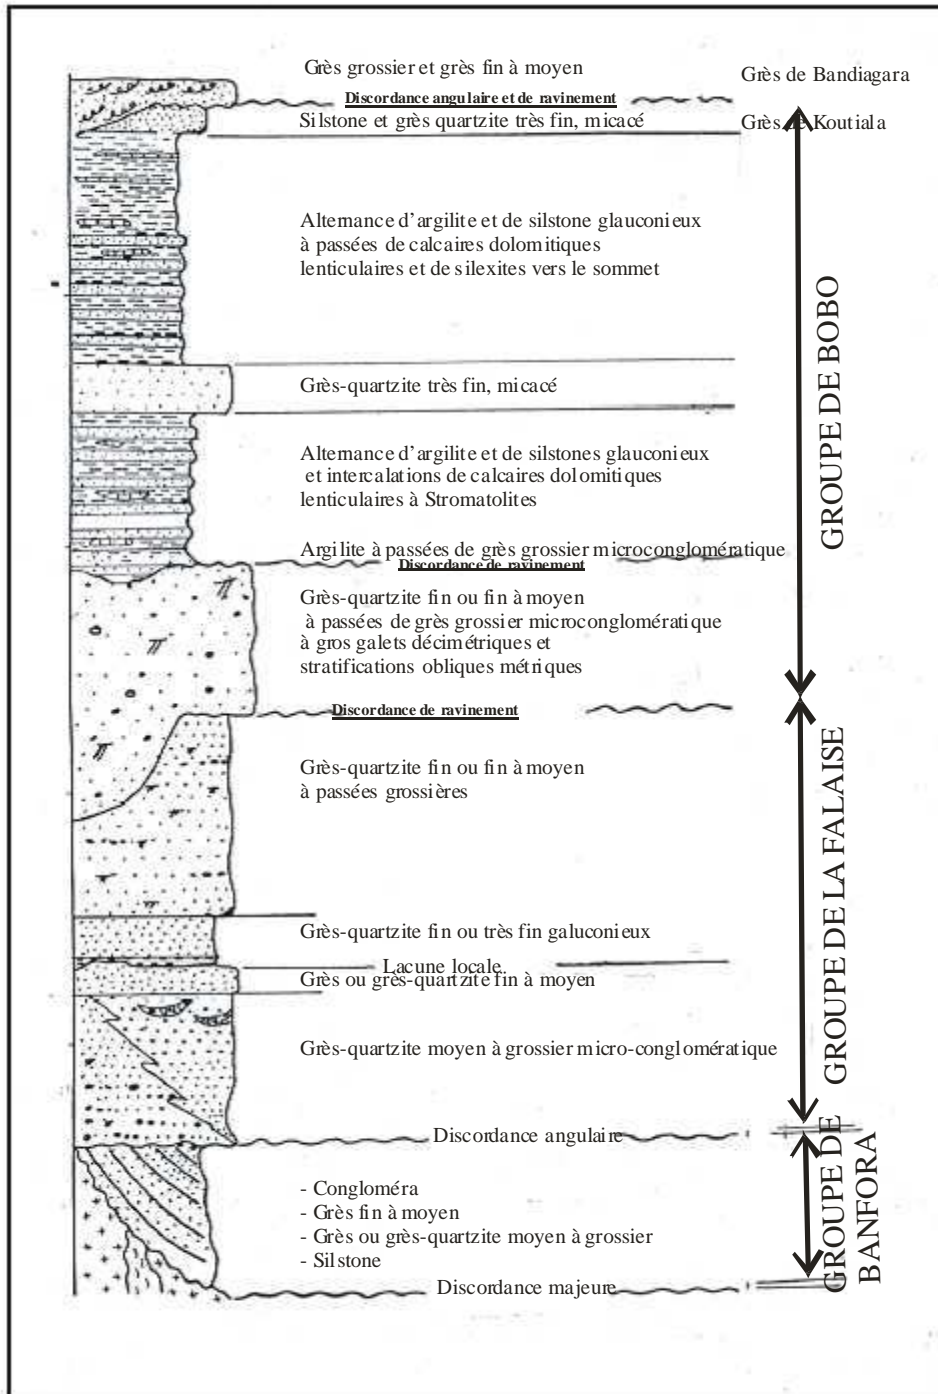 Grès grossier et grès fin à moyen
Grès de Bandiagara
Discordance angulaire et de ravinement
Silstone et grès quartzite très fin, micacé
Grès de Koutiala
Alternance d'argilite et de silstone glauconieux
à passées de calcaires dolomitiques
lenticulaires et de silexites vers le sommet
Grès-quartzite très fin, micacé
Alternance d'argilite et de silstones glauconieux
et intercalations de calcaires dolomitiques
lenticulaires à Stromatolites
Argilite à passées de grès grossier microconglomératique
Discordance de ravinement
Grès-quartzite fin ou fin à moyen
à passées de grès grossier microconglomératique
à gros galets décimétriques et
stratifications obliques métriques
Discordance de ravinement
Grès-quartzite fin ou fin à moyen
à passées grossières
Grès-quartzite fin ou très fin galuconieux
Lacune locale.
Grès ou grès-quartzite fin à moyen
Grès-quartzite moyen à grossier micro-conglomératique
Discordance angulaire
- Congloméra
- Grès fin à moyen
- Grès ou grès-quartzite moyen à grossier
- Silstone
Discordance majeure
GROUPE DE BOBO
GROUPE DE LA FALAISE
GROUPE DE
BANFORA